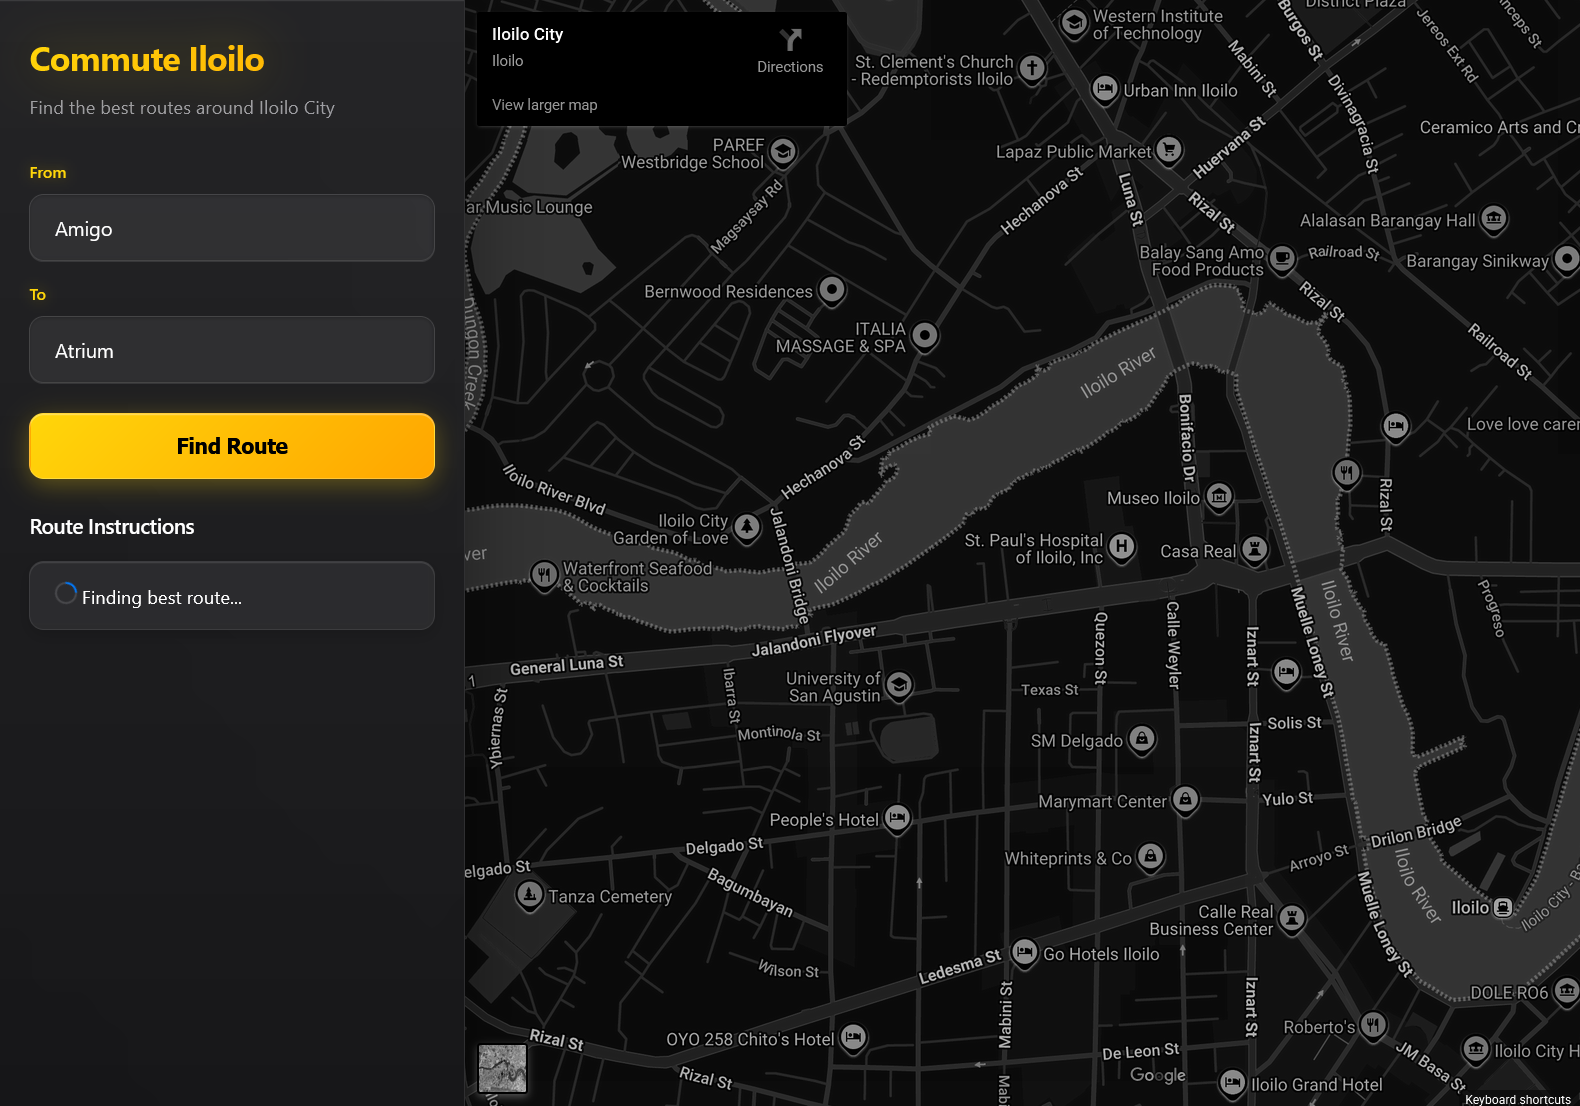 Commute Iloilo
Find the best routes around Iloilo City
From
Amigo
To
Atrium
Find Route
Route Instructions
Finding best route...
Iloilo City
Iloilo
Directions
View larger map
District Plaza
Western Institute
of Technology
St. Clement's Church
- Redemptorists Iloilo
Urban Inn Iloilo
Mabini St
Burgos St
Jereos Ext Rd
Divinagracia St
Ceramico Arts and Cr
PAREF
Westbridge School
Lapaz Public Market
Huervana St
Hechanova St
Luna St
Rizal St
ar Music Lounge
Magsaysay Rd
Alalasan Barangay Hall
Balay Sang Amo
Food Products
Railroad St
Barangay Sinikway
Bernwood Residences
Rizal St
Dungon Creek
ITALIA
MASSAGE & SPA
Railroad St
Iloilo River
Bonifacio Dr
Love love carer
Hechanova St
Iloilo River Blvd
Museo Iloilo
Rizal St
Iloilo City
Garden of Love
Jalandoni Bridge
Iloilo River
St. Paul's Hospital
of Iloilo, Inc
Casa Real
ver
Waterfront Seafood
& Cocktails
Iloilo River
Progreso
Muelle Loney St
Jalandoni Flyover
Quezon St
Calle Weyler
Iznart St
General Luna St
1
Ibarra St
University of
San Agustin
Texas St
Ybiernas St
Montinola St
SM Delgado
Solis St
Iznart St
Marymart Center
Yulo St
People's Hotel
Delgado St
Drilon Bridge
elgado St
Whiteprints & Co
Arroyo St
Bagumbayan
Tanza Cemetery
Iloilo River
Muelle Loney St
Iloilo
Iloilo City - Ba
Calle Real
Business Center
Ledesma St
Go Hotels Iloilo
Wilson St
Mabini St
Iznart St
DOLE RO6
Roberto's
Rizal St
OYO 258 Chito's Hotel
De Leon St
JM Basa St
Iloilo City H
Rizal St
Google
Iloilo Grand Hotel
Keyboard shortcuts